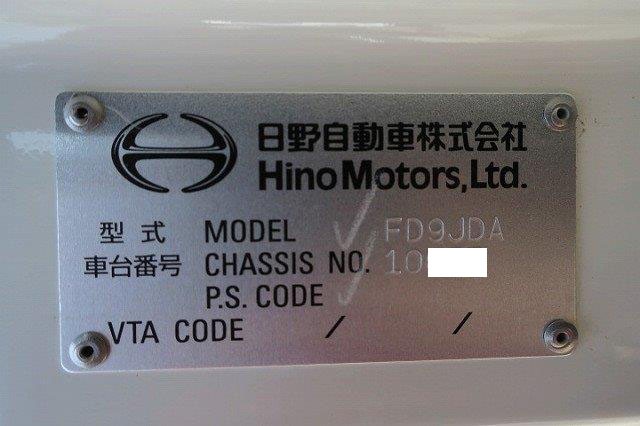 日野自動車株式会社
Hino Motors, Ltd.
型式 MODEL FD9JDA
車台番号 CHASSIS NO. 10
P.S. CODE
VTA CODE / /